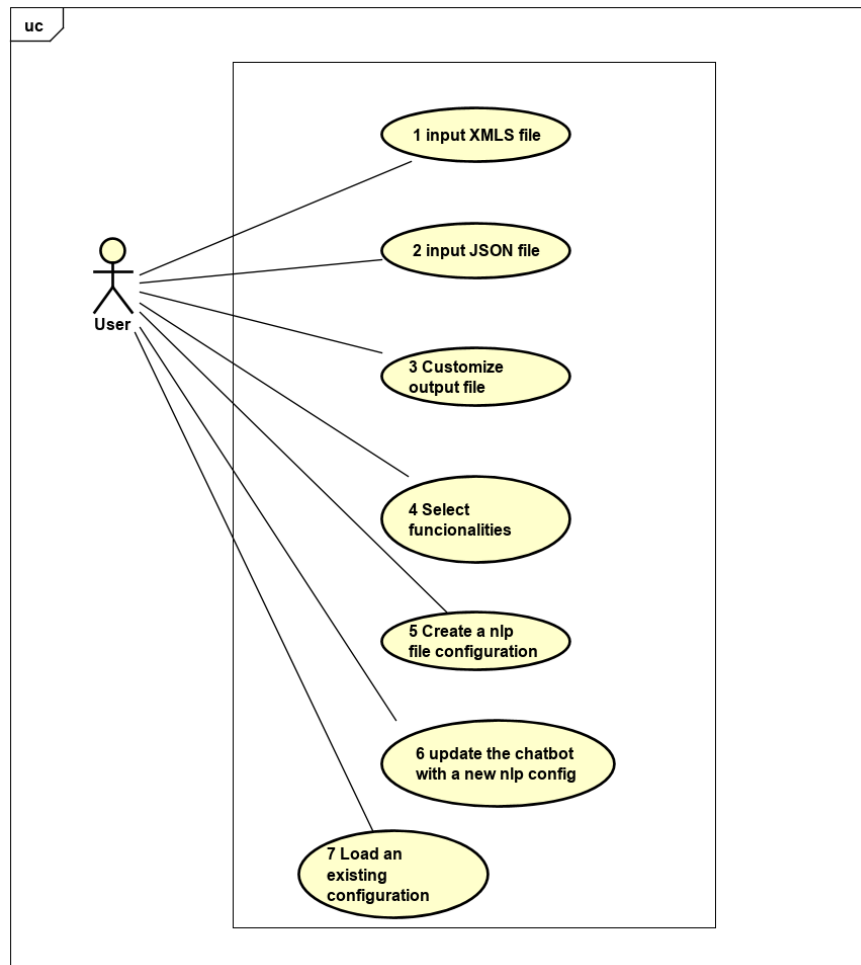 uc
1 input XMLS file
2 input JSON file
User
3 Customize
output file
4 Select
funcionalities
5 Create a nlp
file configuration
6 update the chatbot
with a new nlp config
7 Load an
existing
configuration